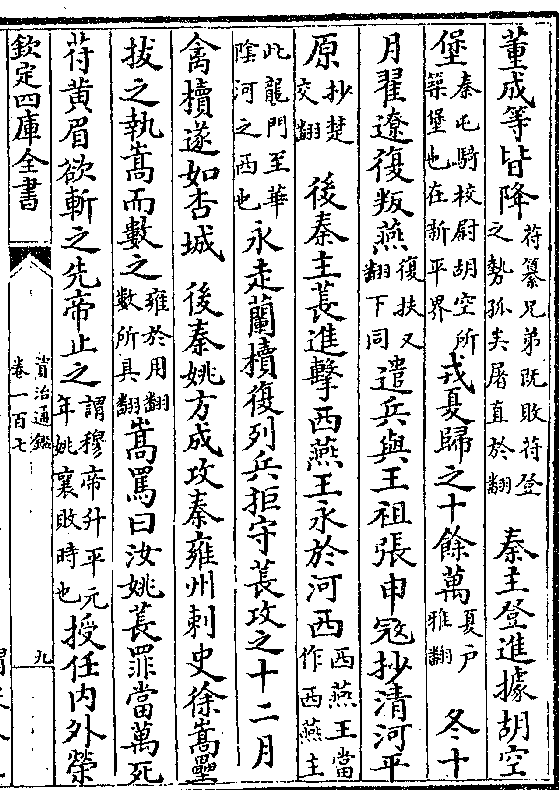 董成等皆降苻纂兄弟既敗苻登之勢孤矣屠直於翻 秦主登進據胡空
堡秦屯騎校尉胡空所築堡也在新平界戎夏歸之十餘萬夏戶雅翻 冬十
月翟遼復叛燕復扶又翻下同遣兵與王祖張申寇抄清河平
原抄楚交翻 後秦主萇進擊西燕王永於河西西燕王當作西燕主
此龍門至華陰河之西也永走蘭櫝復列兵拒守萇攻之十二月
禽櫝遂如杏城 後秦姚方成攻秦雍州刺史徐嵩壘
拔之執嵩而數之雍於用翻數所具翻嵩罵曰汝姚萇罪當萬死
苻黄眉欲斬之先帝止之謂穆帝升平元年姚襄敗時也授任内外榮
欽定四庫全書
資治通鑑
卷一百七
九